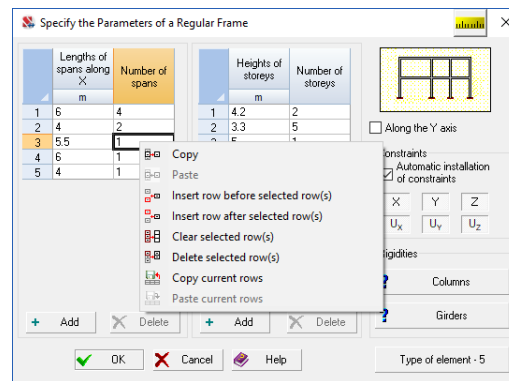 Specify the Parameters of a Regular Frame
Lengths of spans along X
Number of spans
m
1 6 4
2 4 2
3 5.5 1
4 6 1
5 4 1
Heights of storeys
Number of storeys
m
1 4.2 2
2 3.3 5
Along the Y axis
Automatic installation of constraints
X Y Z
Ux Uy Uz
Copy
Paste
Insert row before selected row(s)
Insert row after selected row(s)
Clear selected row(s)
Delete selected row(s)
Copy current rows
Paste current rows
? Columns
? Girders
+ Add
Delete
+ Add
Delete
OK
Cancel
Help
Type of element - 5